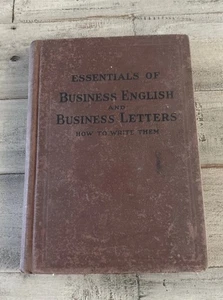 ESSENTIALS OF
BUSINESS ENGLISH
AND
BUSINESS LETTERS
HOW TO WRITE THEM